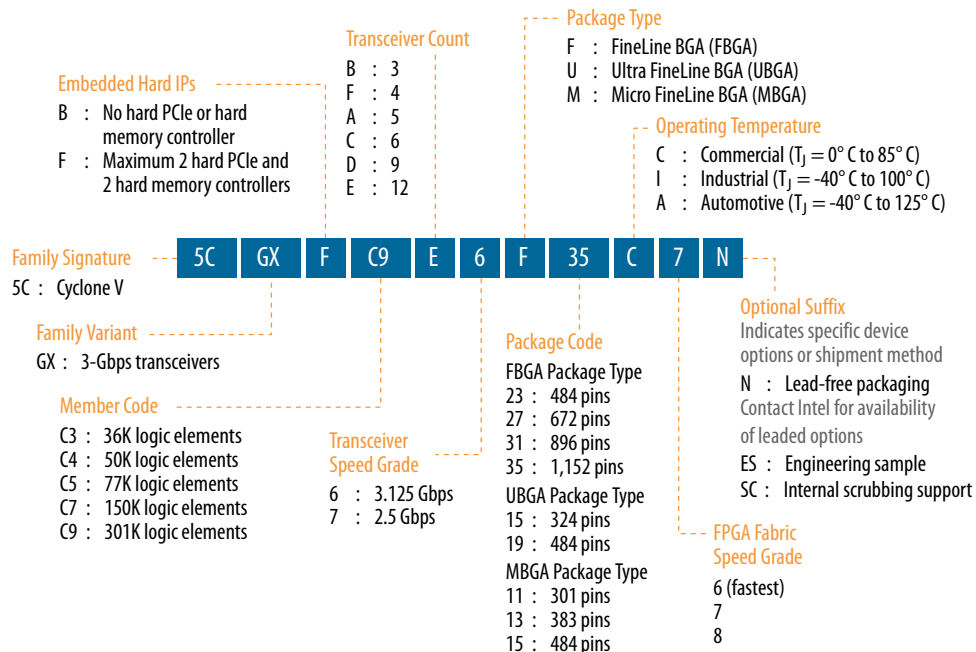 Package Type
F : FineLine BGA (FBGA)
U : Ultra FineLine BGA (UBGA)
M : Micro FineLine BGA (MBGA)
Transceiver Count
B : 3
F : 4
A : 5
C : 6
D : 9
E : 12
Embedded Hard IPs
B : No hard PCIe or hard
memory controller
F : Maximum 2 hard PCIe and
2 hard memory controllers
Operating Temperature
C : Commercial (TJ = 0° C to 85° C)
I : Industrial (TJ = -40° C to 100° C)
A : Automotive (TJ = -40° C to 125° C)
5C GX F C9 E 6 F 35 C 7 N
Family Signature
5C : Cyclone V
Family Variant
GX : 3-Gbps transceivers
Member Code
C3 : 36K logic elements
C4 : 50K logic elements
C5 : 77K logic elements
C7 : 150K logic elements
C9 : 301K logic elements
Transceiver
Speed Grade
6 : 3.125 Gbps
7 : 2.5 Gbps
Package Code
FBGA Package Type
23 : 484 pins
27 : 672 pins
31 : 896 pins
35 : 1,152 pins
UBGA Package Type
15 : 324 pins
19 : 484 pins
MBGA Package Type
11 : 301 pins
13 : 383 pins
15 : 484 pins
Optional Suffix
Indicates specific device
options or shipment method
N : Lead-free packaging
Contact Intel for availability
of leaded options
ES : Engineering sample
SC : Internal scrubbing support
FPGA Fabric
Speed Grade
6 (fastest)
7
8